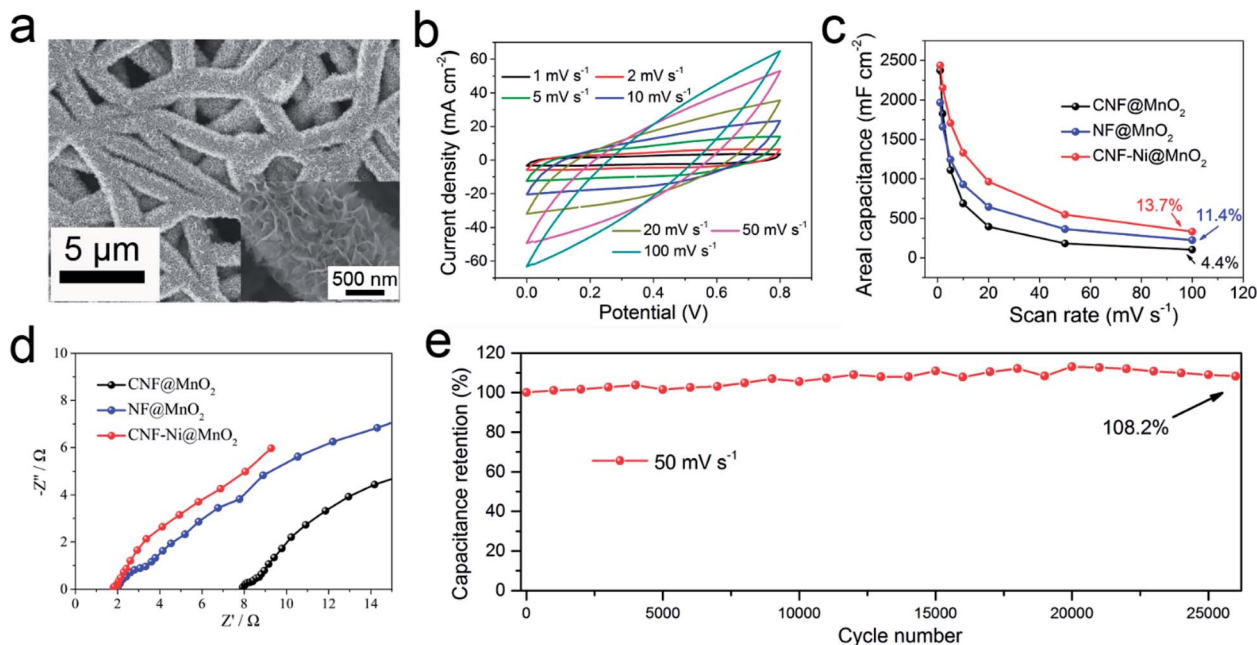 a
5 μm
500 nm
b
Current density (mA cm⁻²)
60
40
20
0
-20
-40
-60
1 mV s⁻¹
2 mV s⁻¹
5 mV s⁻¹
10 mV s⁻¹
20 mV s⁻¹
50 mV s⁻¹
100 mV s⁻¹
0.0 0.2 0.4 0.6 0.8
Potential (V)
c
Areal capacitance (mF cm⁻²)
2500
2000
1500
1000
500
0
CNF@MnO₂
NF@MnO₂
CNF-Ni@MnO₂
13.7%
11.4%
4.4%
0 20 40 60 80 100 120
Scan rate (mV s⁻¹)
d
-Z'' / Ω
10
8
6
4
2
0
CNF@MnO₂
NF@MnO₂
CNF-Ni@MnO₂
0 2 4 6 8 10 12 14
Z' / Ω
e
Capacitance retention (%)
120
100
80
60
40
20
0
108.2%
50 mV s⁻¹
0 5000 10000 15000 20000 25000
Cycle number